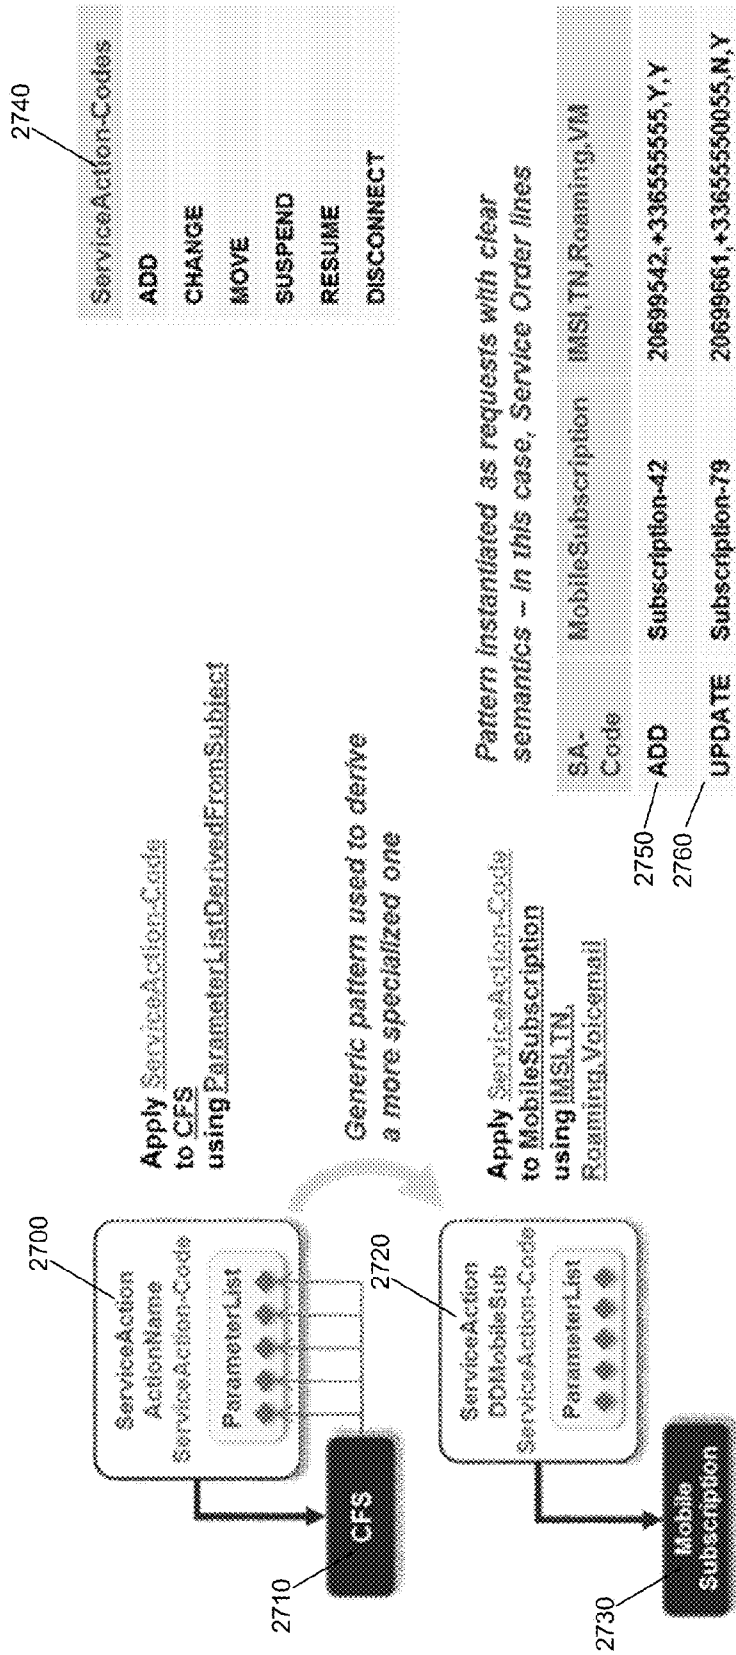 2700
ServiceAction
ActionName
ServiceAction-Code
ParameterList
2710
CFS
Apply ServiceAction-Code
to CFS
using ParameterListDerivedFromSubject
2740
ServiceAction-Codes
ADD
CHANGE
MOVE
SUSPEND
RESUME
DISCONNECT
Generic pattern used to derive
a more specialized one
2720
ServiceAction
DDMobileSub
ServiceAction-Code
ParameterList
2730
Mobile
Subscription
Apply ServiceAction-Code
to MobileSubscription
using IMSI,TN,
Roaming,Voicemail
Pattern instantiated as requests with clear
semantics – in this case, Service Order lines
SA-
Code MobileSubscription IMSI,TN,Roaming,VM
2750 ADD Subscription-42 20699542,+336555555,Y,Y
2760 UPDATE Subscription-79 20699661,+33655550055,N,Y